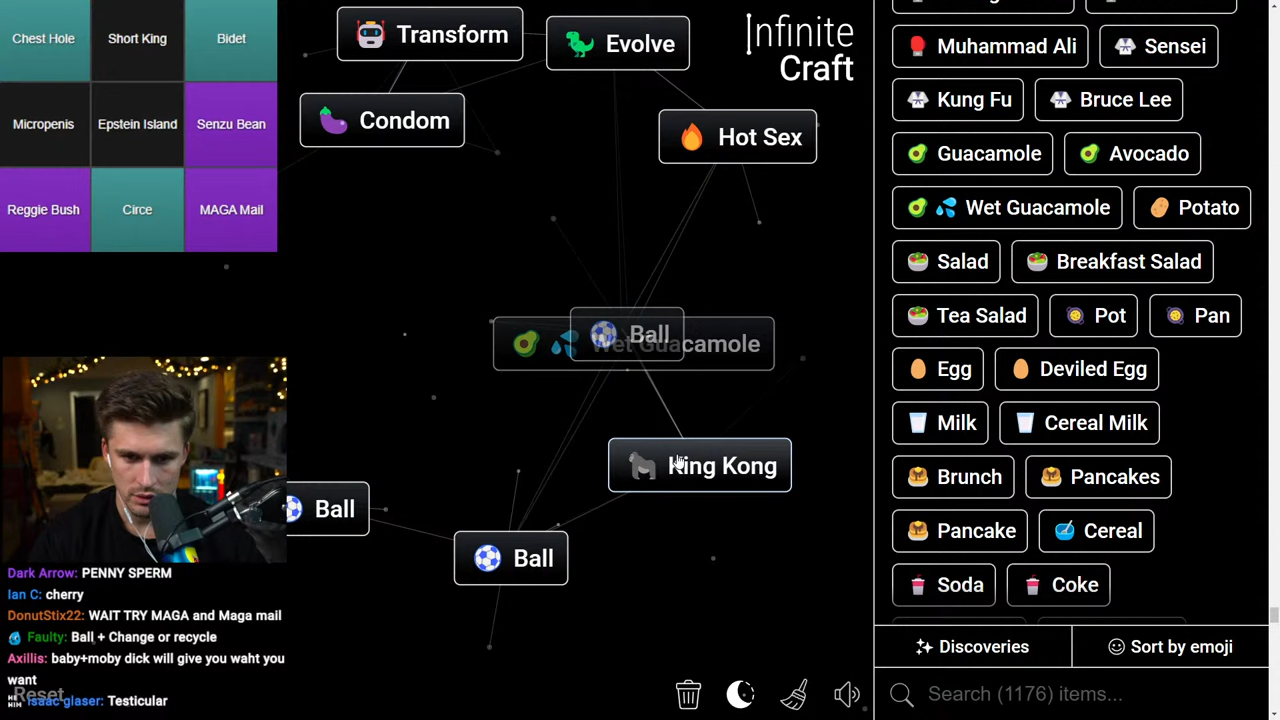 Chest Hole
Short King
Bidet
Micropenis
Epstein Island
Senzu Bean
Reggie Bush
Circe
MAGA Mail
Transform
Evolve
Infinite
Craft
Condom
Hot Sex
Ball
Wet Guacamole
King Kong
Ball
Ball
Muhammad Ali
Sensei
Kung Fu
Bruce Lee
Guacamole
Avocado
Wet Guacamole
Potato
Salad
Breakfast Salad
Tea Salad
Pot
Pan
Egg
Deviled Egg
Milk
Cereal Milk
Brunch
Pancakes
Pancake
Cereal
Soda
Coke
Discoveries
Sort by emoji
Search (1176) items...
Dark Arrow: PENNY SPERM
Ian C: cherry
DonutStix22: WAIT TRY MAGA and Maga mail
Faulty: Ball + Change or recycle
Axillis: baby+moby dick will give you waht you
want
Reset
isaac glaser: Testicular